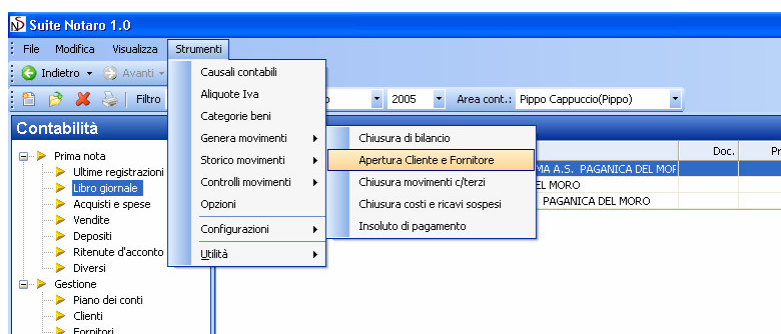 Suite Notaro 1.0
File Modifica Visualizza Strumenti
Indietro Avanti
Filtro 2005 Area cont.: Pippo Cappuccio(Pippo)
Causali contabili
Aliquote Iva
Categorie beni
Genera movimenti
Storico movimenti
Controlli movimenti
Opzioni
Configurazioni
Utilità
Chiusura di bilancio
Apertura Cliente e Fornitore
Chiusura movimenti c/terzi
Chiusura costi e ricavi sospesi
Insoluto di pagamento
Contabilità
Prima nota
Ultime registrazioni
Libro giornale
Acquisti e spese
Vendite
Depositi
Ritenute d'acconto
Diversi
Gestione
Piano dei conti
Clienti
Fornitori
Doc. Pr
MA A.S. PAGANICA DEL MOR
EL MORO
PAGANICA DEL MORO